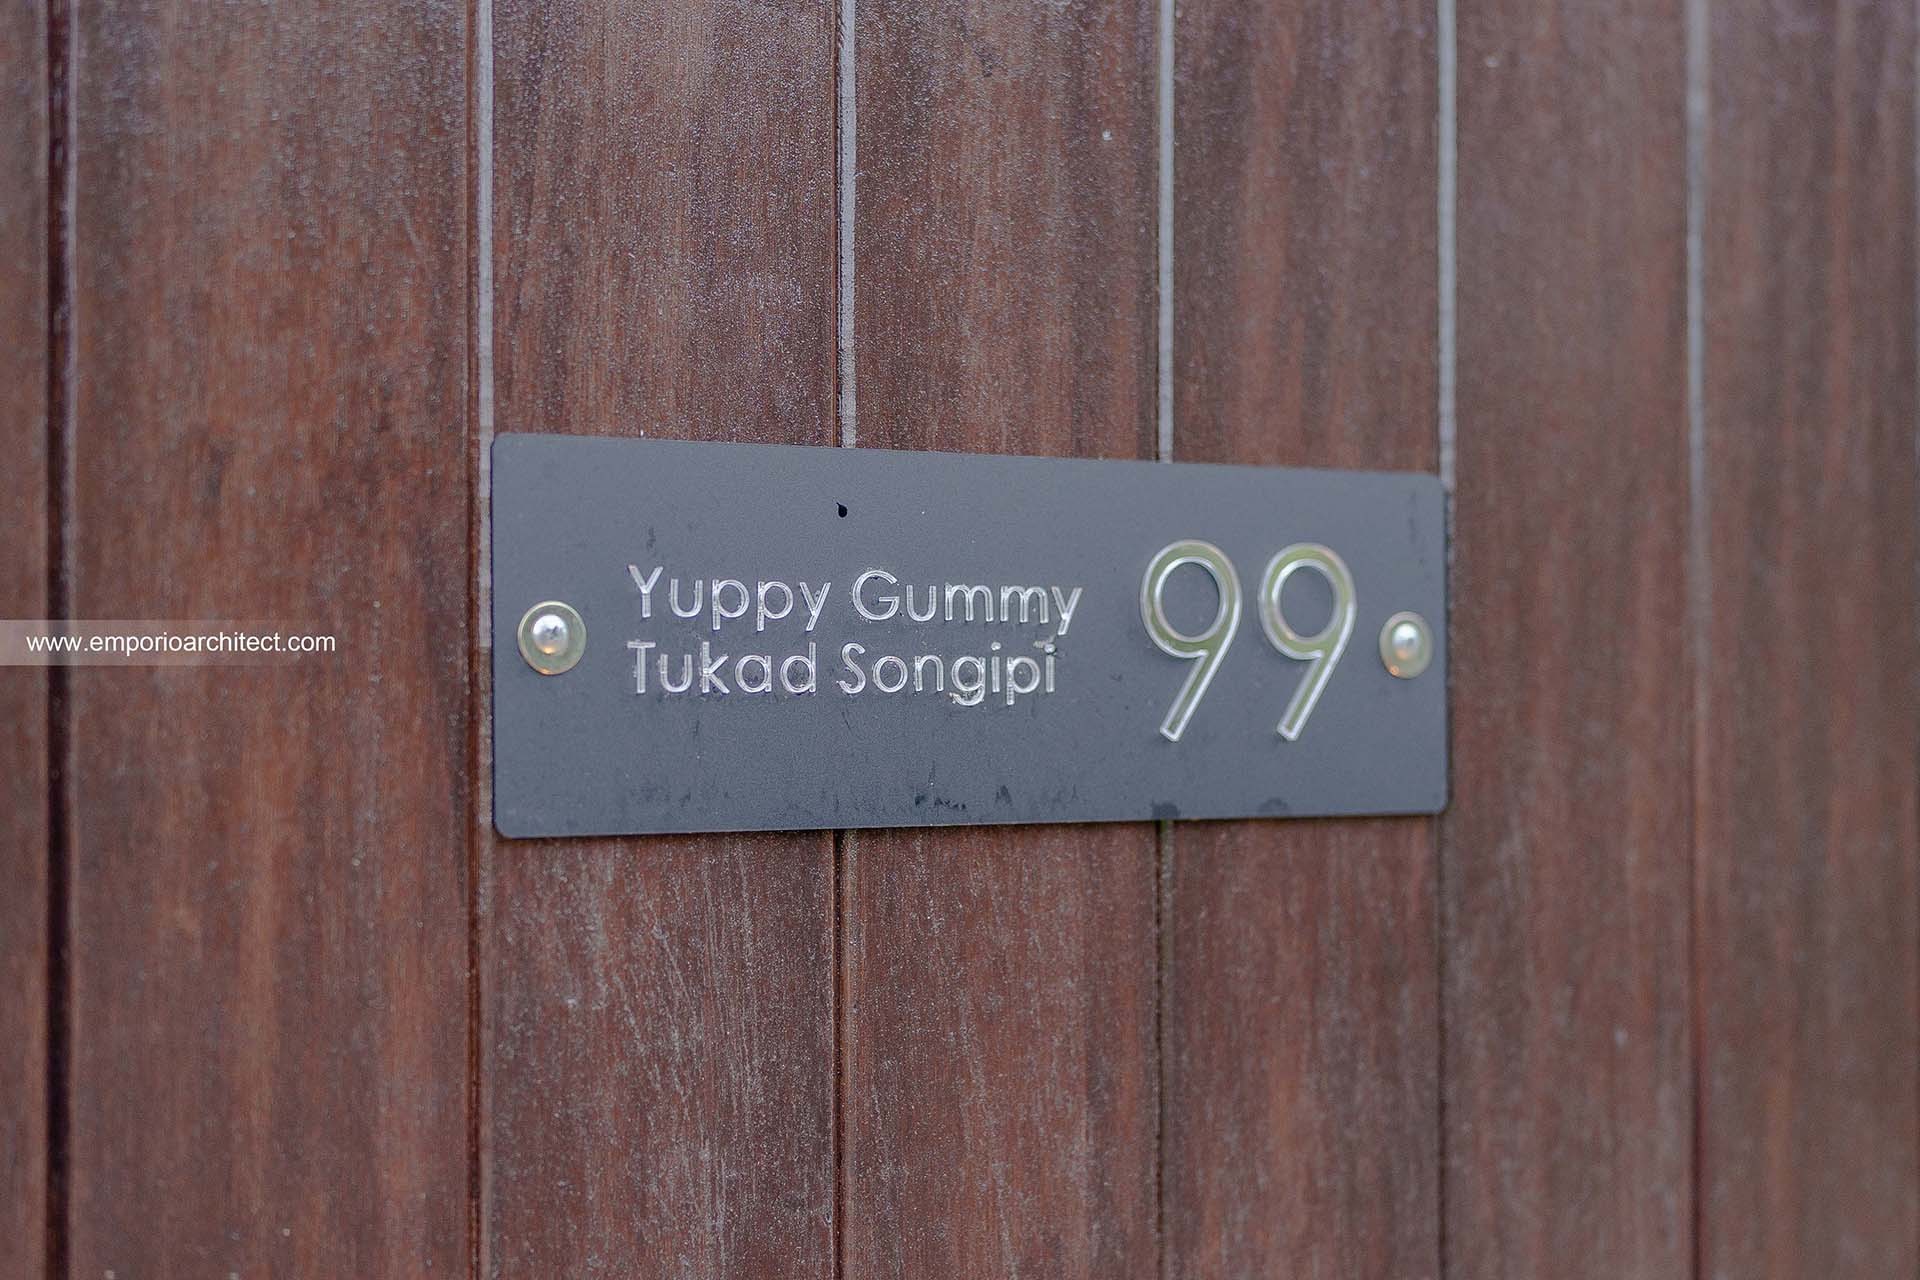 Yuppy Gummy
Tukad Songipi
99
www.emporioarchitect.com